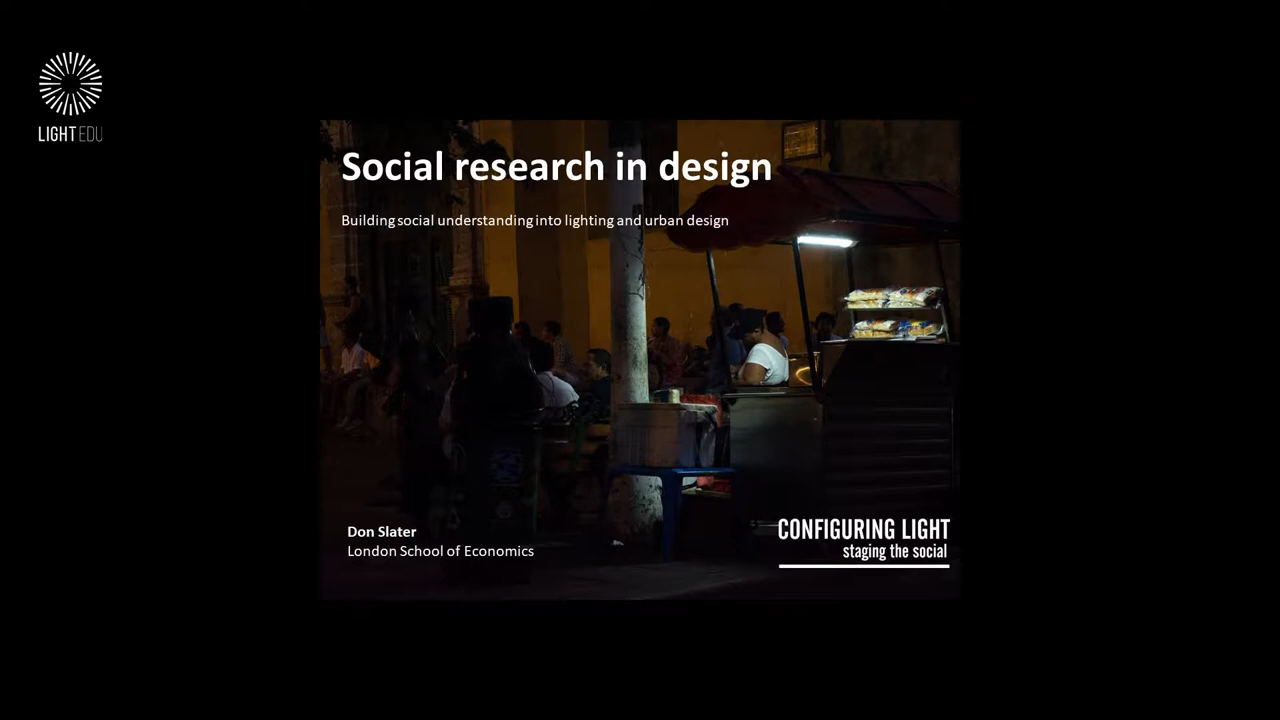 LIGHT EDU
Social research in design
Building social understanding into lighting and urban design
Don Slater
London School of Economics
CONFIGURING LIGHT
staging the social